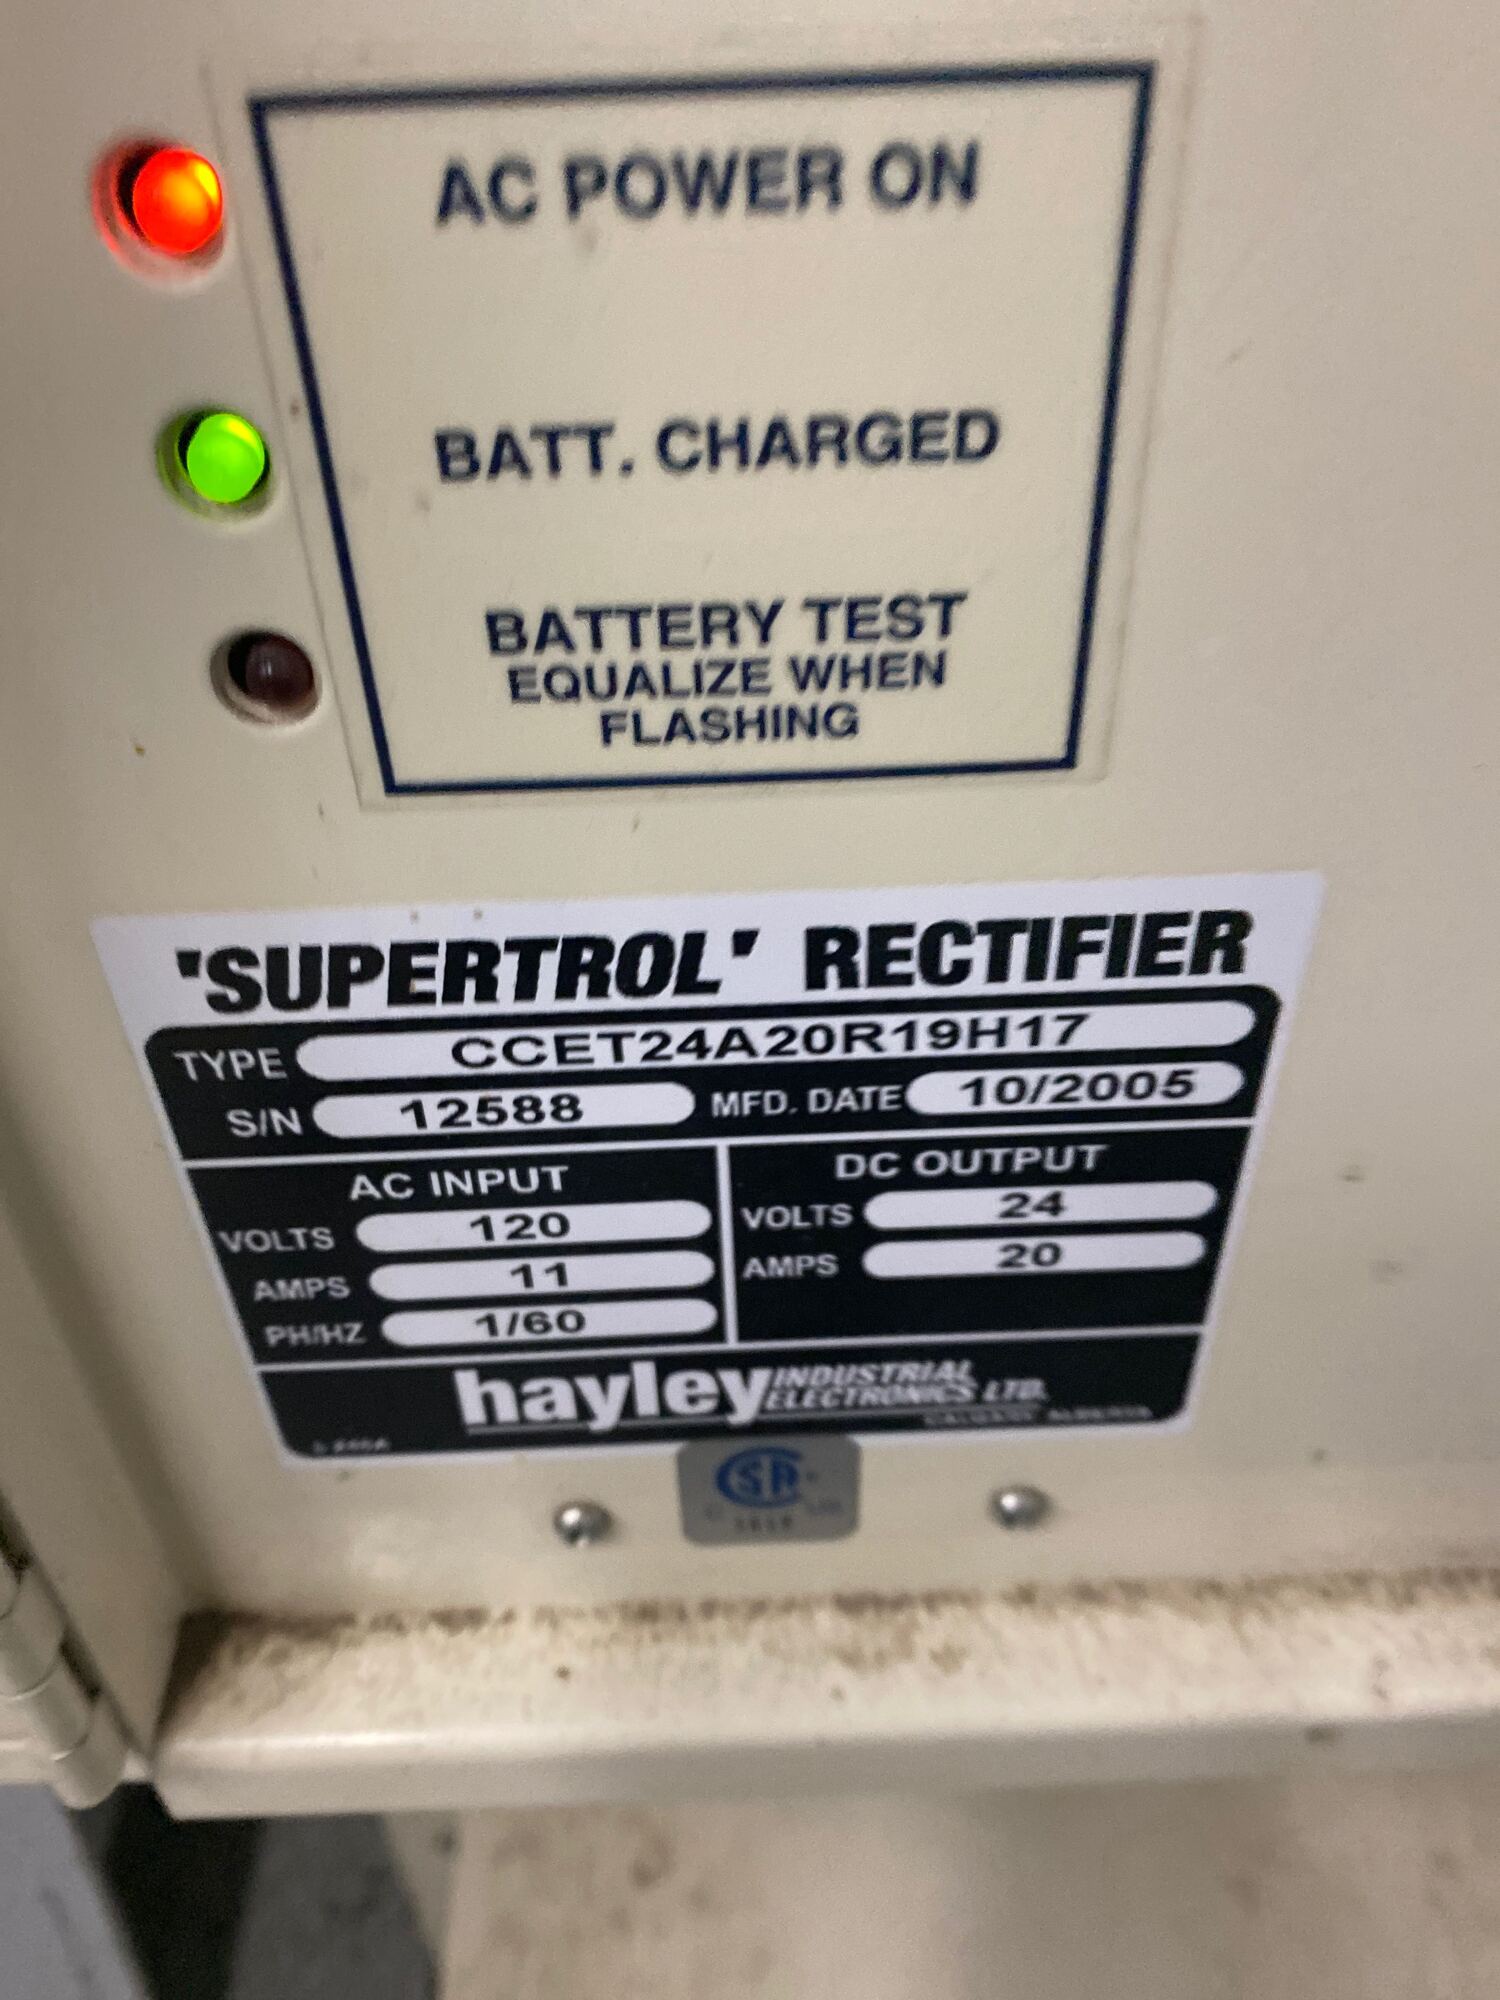 AC POWER ON
BATT. CHARGED
BATTERY TEST
EQUALIZE WHEN
FLASHING
'SUPERTROL' RECTIFIER
TYPE CCET24A20R19H17
S/N 12588 MFD. DATE 10/2005
AC INPUT
VOLTS 120
AMPS 11
PH/HZ 1/60
DC OUTPUT
VOLTS 24
AMPS 20
hayley INDUSTRIAL
ELECTRONICS LTD.
CALGARY ALBERTA